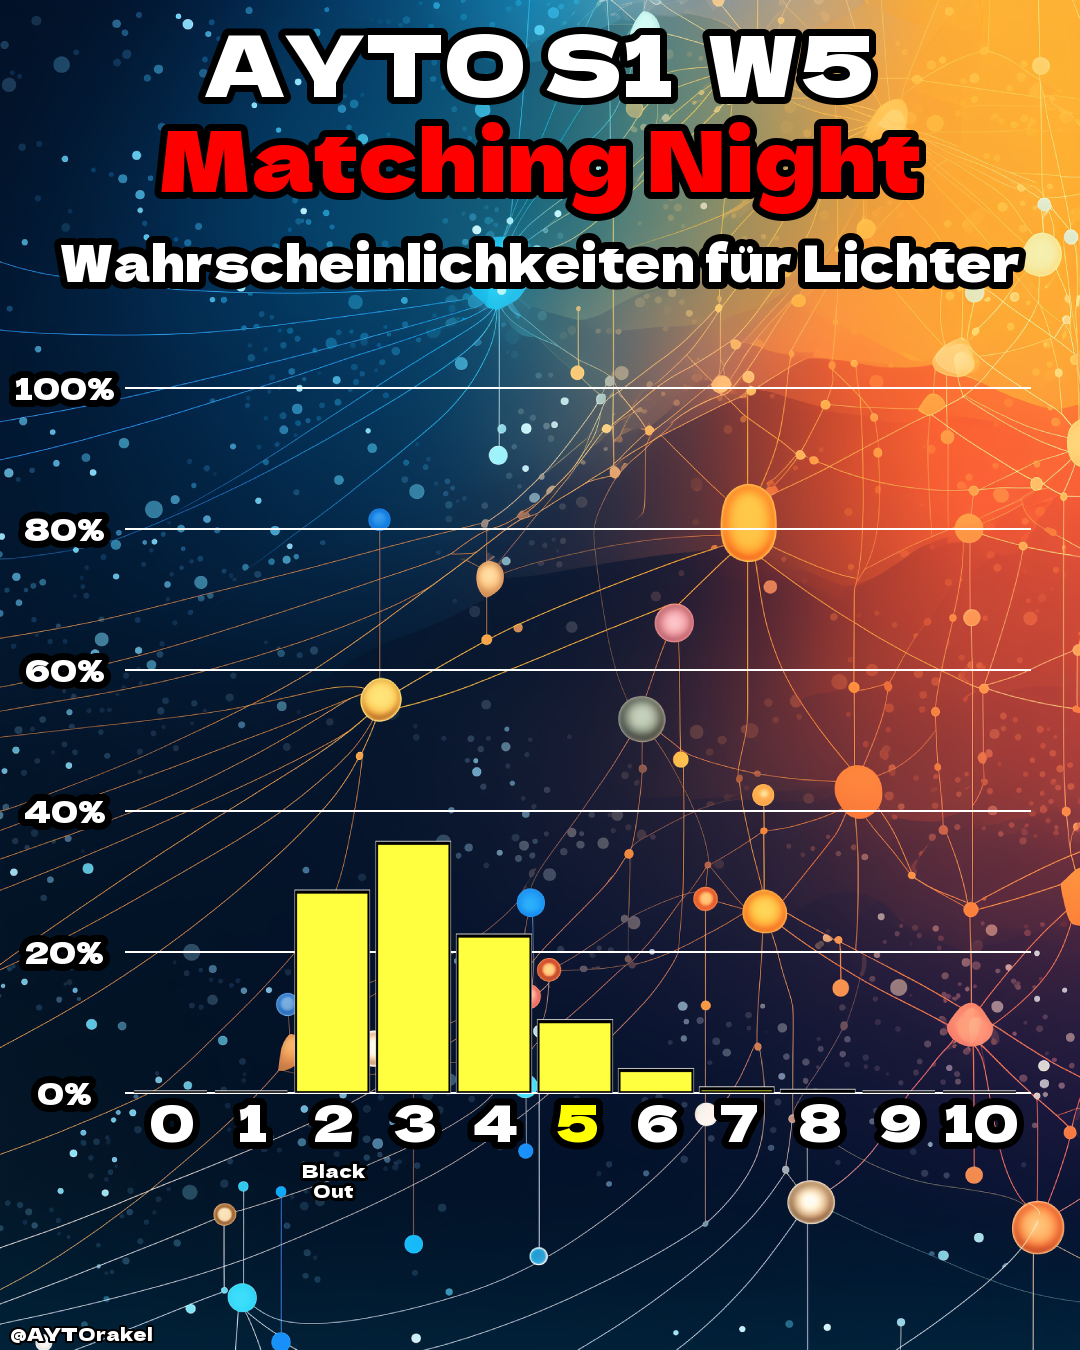 AYTO S1 W5
Matching Night
Wahrscheinlichkeiten für Lichter
100%
80%
60%
40%
20%
0%
0 1 2 3 4 5 6 7 8 9 10
Black
Out
@AYTOrakel